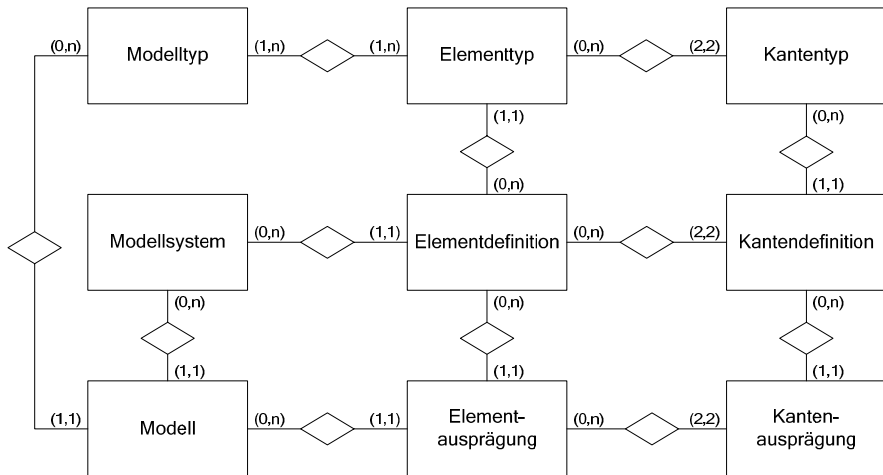 (0,n) Modelltyp (1,n) (1,n) Elementtyp (0,n) (2,2) Kantentyp
(1,1) (0,n)
(0,n) (1,1)
Modellsystem (0,n) (1,1) Elementdefinition (0,n) (2,2) Kantendefinition
(0,n) (0,n) (0,n)
(1,1) (1,1) (1,1)
(1,1) Modell (0,n) (1,1) Element- (0,n) (2,2) Kanten-
ausprägung ausprägung